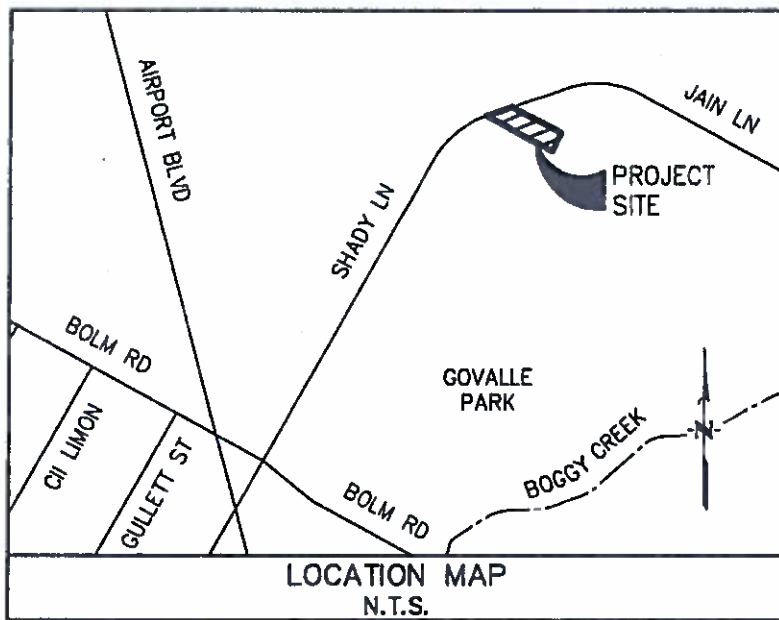 AIRPORT BLVD
JAIN LN
PROJECT
SITE
SHADY LN
BOLM RD
GOVALLE
PARK
CII LIMON
GULLETT ST
BOLM RD
BOGGY CREEK
N
LOCATION MAP
N.T.S.